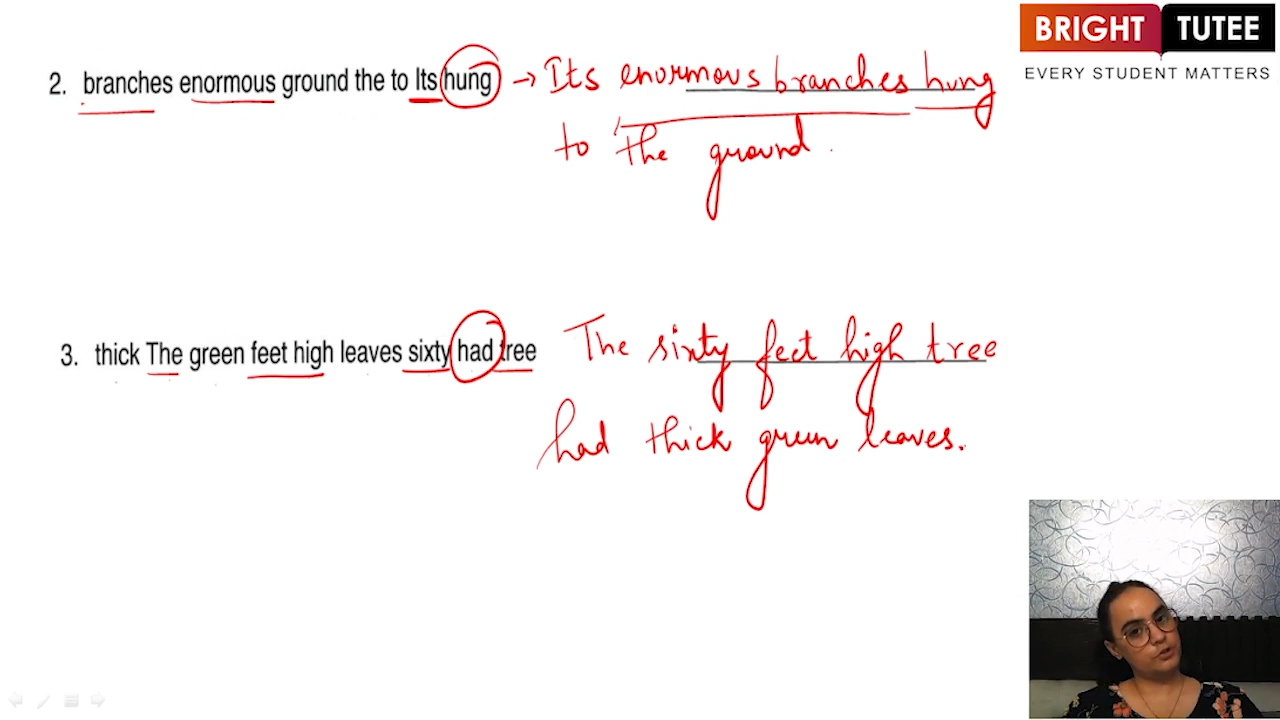 BRIGHT TUTEE
EVERY STUDENT MATTERS
2. branches enormous ground the to Its hung → Its enormous branches hung
to the ground.
3. thick The green feet high leaves sixty had tree The sixty feet high tree
had thick green leaves.